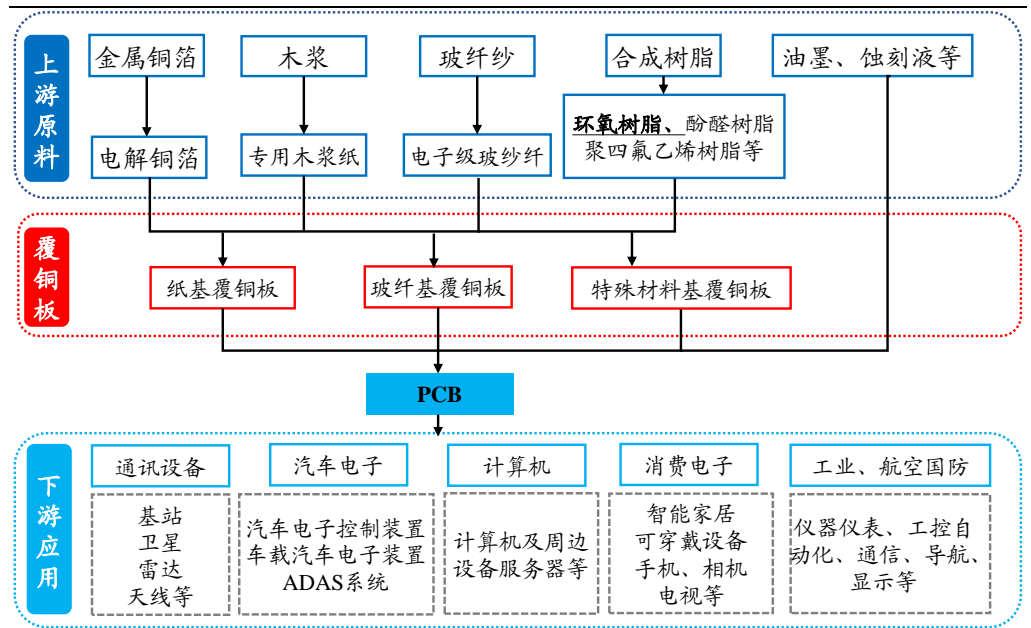 上游原料
金属铜箔
木浆
玻纤纱
合成树脂
油墨、蚀刻液等
电解铜箔
专用木浆纸
电子级玻纱纤
环氧树脂、酚醛树脂
聚四氟乙烯树脂等
覆铜板
纸基覆铜板
玻纤基覆铜板
特殊材料基覆铜板
PCB
下游应用
通讯设备
汽车电子
计算机
消费电子
工业、航空国防
基站
卫星
雷达
天线等
汽车电子控制装置
车载汽车电子装置
ADAS系统
计算机及周边
设备服务器等
智能家居
可穿戴设备
手机、相机
电视等
仪器仪表、工控自
动化、通信、导航、
显示等